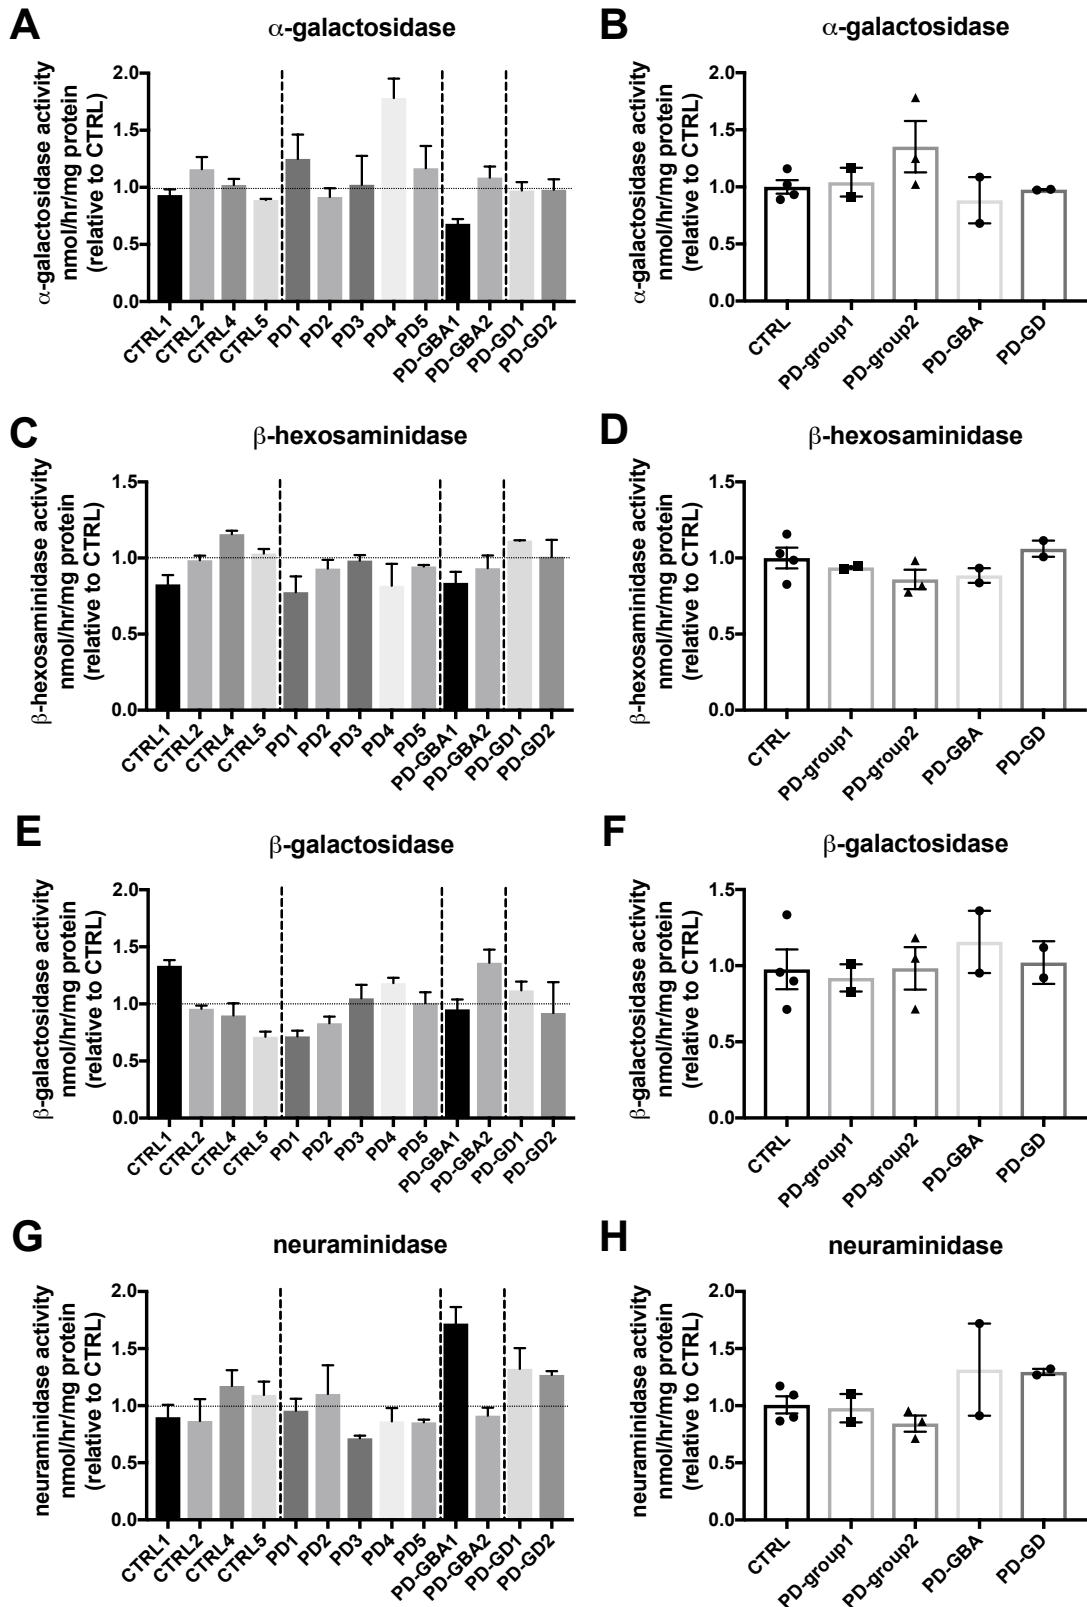 A
α-galactosidase
α-galactosidase activity
nmol/hr/mg protein
(relative to CTRL)
2.0
1.5
1.0
0.5
0.0
CTRL1
CTRL2
CTRL4
CTRL5
PD1
PD2
PD3
PD4
PD5
PD-GBA1
PD-GBA2
PD-GD1
PD-GD2
B
α-galactosidase
α-galactosidase activity
nmol/hr/mg protein
(relative to CTRL)
2.0
1.5
1.0
0.5
0.0
CTRL
PD-group1
PD-group2
PD-GBA
PD-GD
C
β-hexosaminidase
β-hexosaminidase activity
nmol/hr/mg protein
(relative to CTRL)
1.5
1.0
0.5
0.0
CTRL1
CTRL2
CTRL4
CTRL5
PD1
PD2
PD3
PD4
PD5
PD-GBA1
PD-GBA2
PD-GD1
PD-GD2
D
β-hexosaminidase
β-hexosaminidase activity
nmol/hr/mg protein
(relative to CTRL)
1.5
1.0
0.5
0.0
CTRL
PD-group1
PD-group2
PD-GBA
PD-GD
E
β-galactosidase
β-galactosidase activity
nmol/hr/mg protein
(relative to CTRL)
2.0
1.5
1.0
0.5
0.0
CTRL1
CTRL2
CTRL4
CTRL5
PD1
PD2
PD3
PD4
PD5
PD-GBA1
PD-GBA2
PD-GD1
PD-GD2
F
β-galactosidase
β-galactosidase activity
nmol/hr/mg protein
(relative to CTRL)
1.5
1.0
0.5
0.0
CTRL
PD-group1
PD-group2
PD-GBA
PD-GD
G
neuraminidase
neuraminidase activity
nmol/hr/mg protein
(relative to CTRL)
2.0
1.5
1.0
0.5
0.0
CTRL1
CTRL2
CTRL4
CTRL5
PD1
PD2
PD3
PD4
PD5
PD-GBA1
PD-GBA2
PD-GD1
PD-GD2
H
neuraminidase
neuraminidase activity
nmol/hr/mg protein
(relative to CTRL)
2.0
1.5
1.0
0.5
0.0
CTRL
PD-group1
PD-group2
PD-GBA
PD-GD